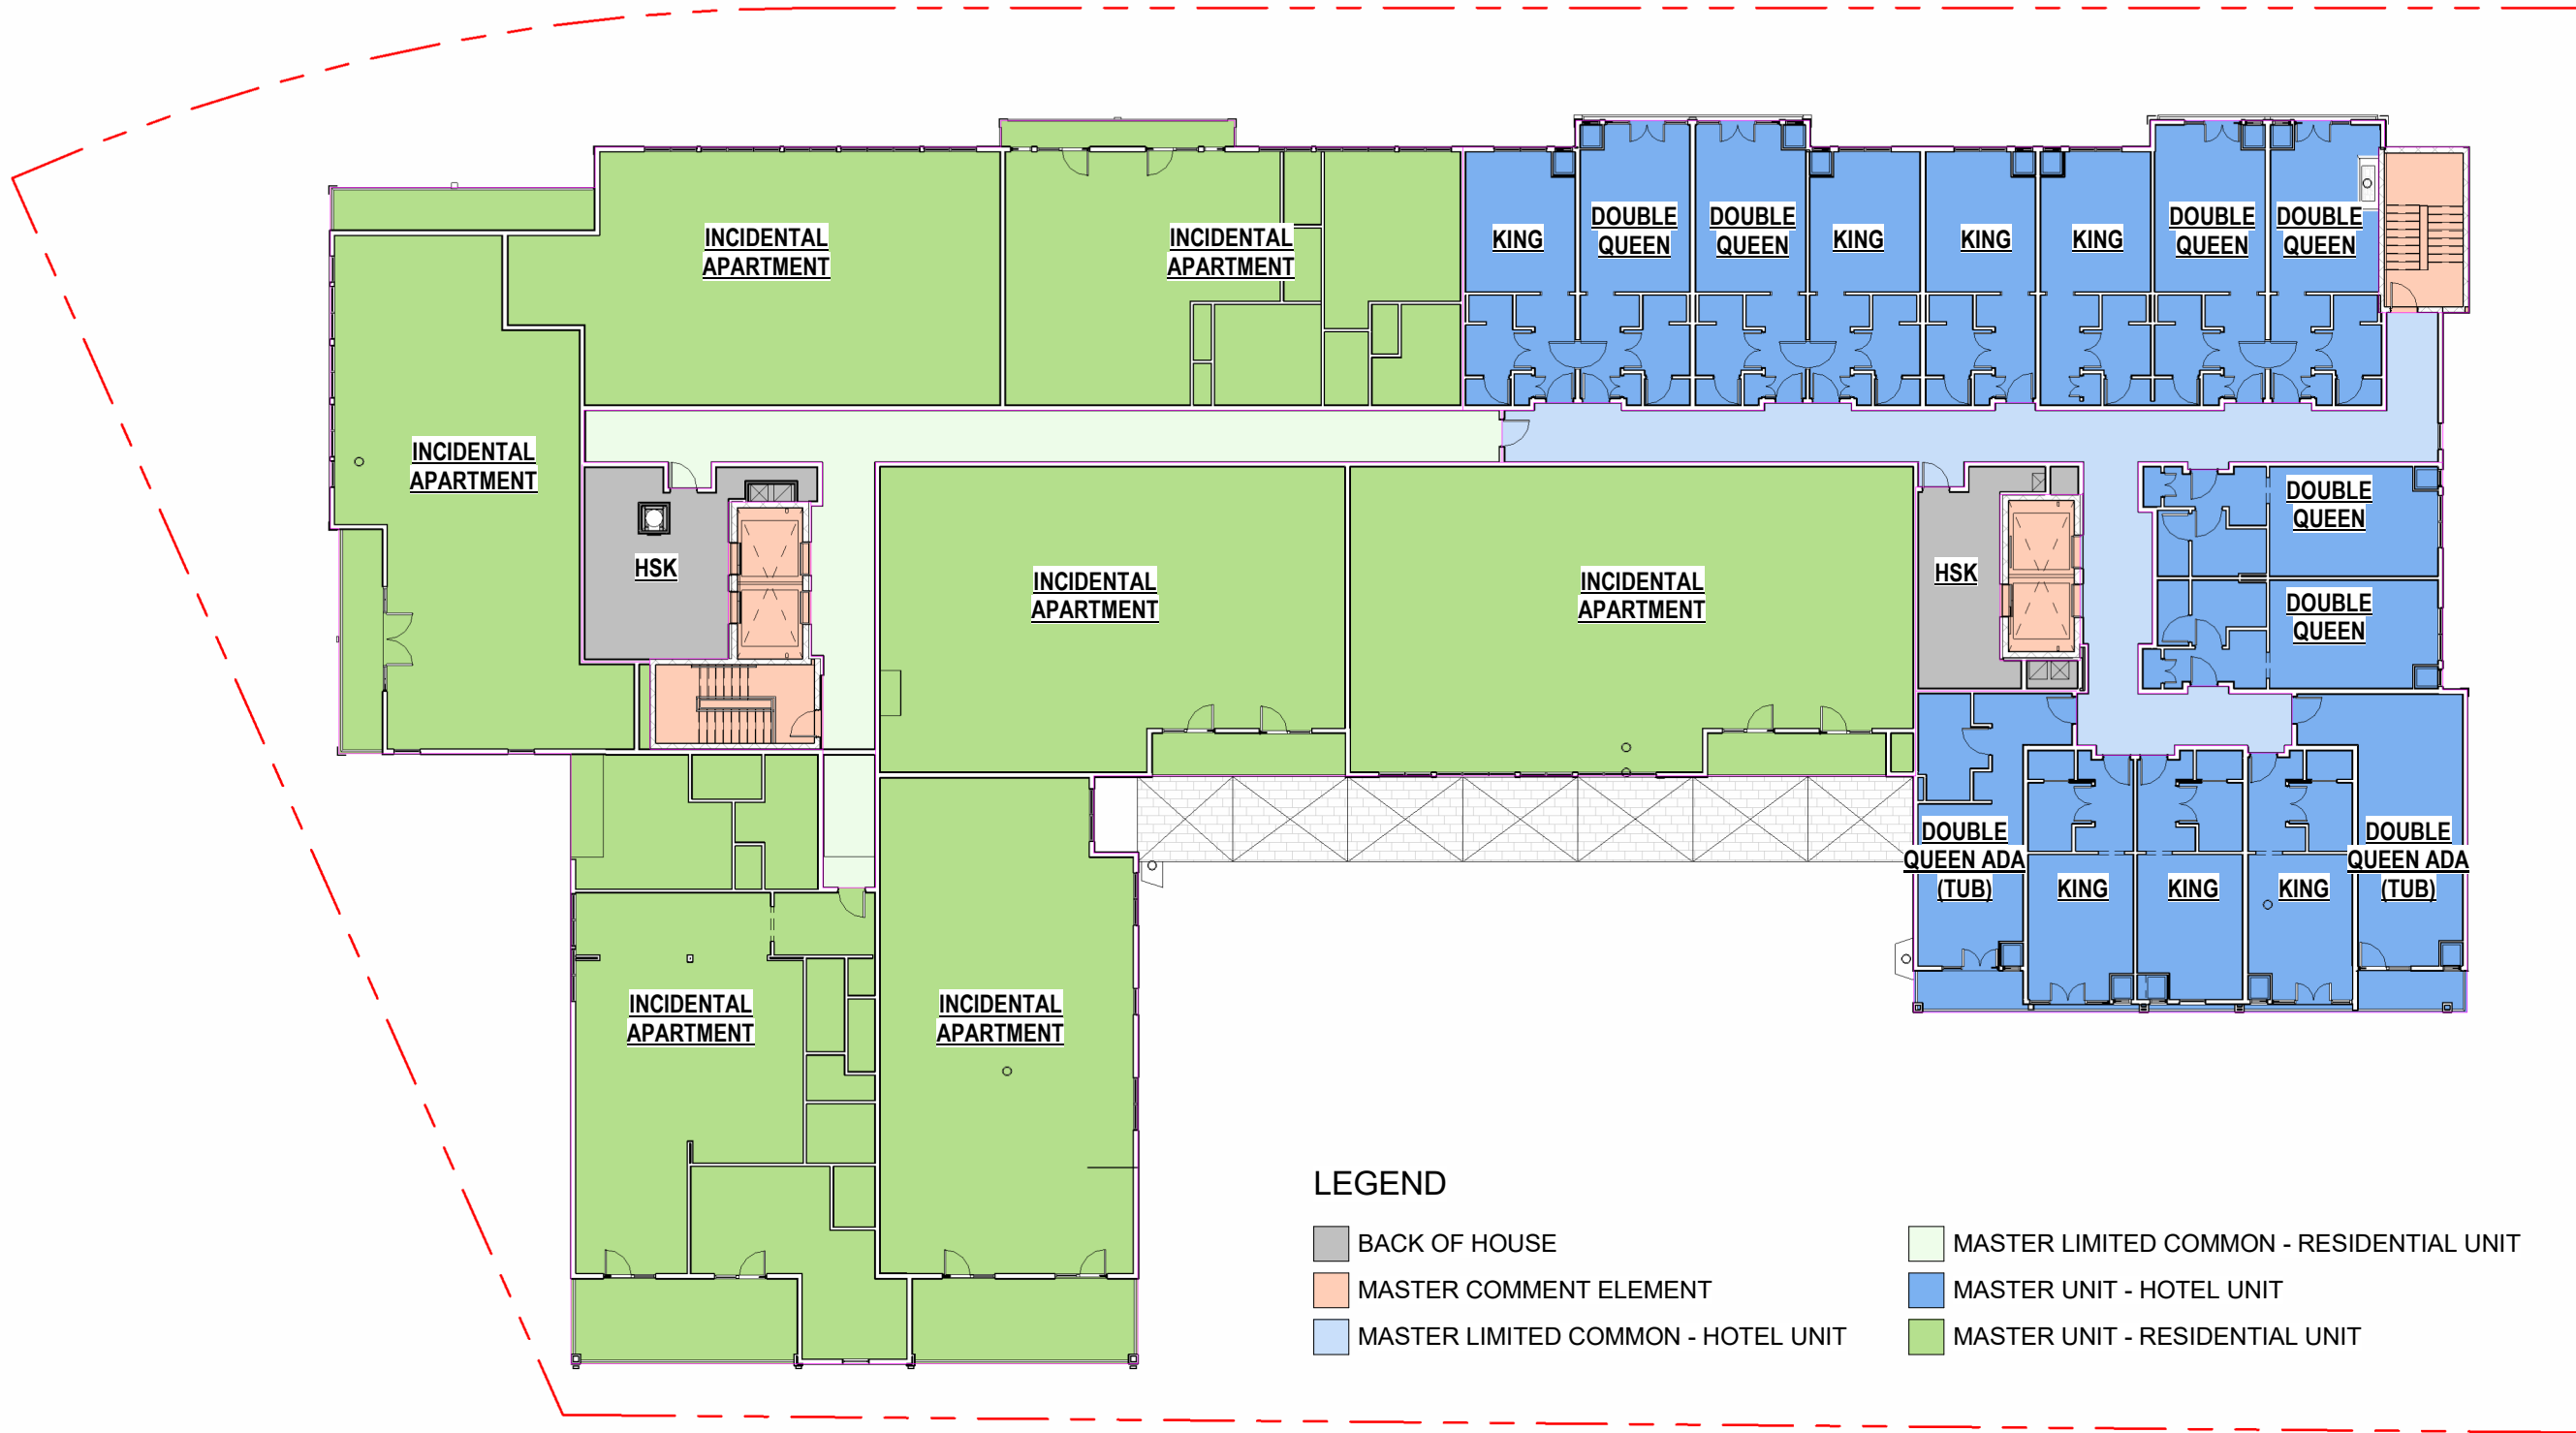 INCIDENTAL
APARTMENT
INCIDENTAL
APARTMENT
KING
DOUBLE
QUEEN
DOUBLE
QUEEN
KING
KING
KING
DOUBLE
QUEEN
DOUBLE
QUEEN
INCIDENTAL
APARTMENT
HSK
INCIDENTAL
APARTMENT
INCIDENTAL
APARTMENT
HSK
DOUBLE
QUEEN
DOUBLE
QUEEN
DOUBLE
QUEEN ADA
(TUB)
KING
KING
KING
DOUBLE
QUEEN ADA
(TUB)
INCIDENTAL
APARTMENT
INCIDENTAL
APARTMENT
LEGEND
BACK OF HOUSE
MASTER COMMENT ELEMENT
MASTER LIMITED COMMON - HOTEL UNIT
MASTER LIMITED COMMON - RESIDENTIAL UNIT
MASTER UNIT - HOTEL UNIT
MASTER UNIT - RESIDENTIAL UNIT